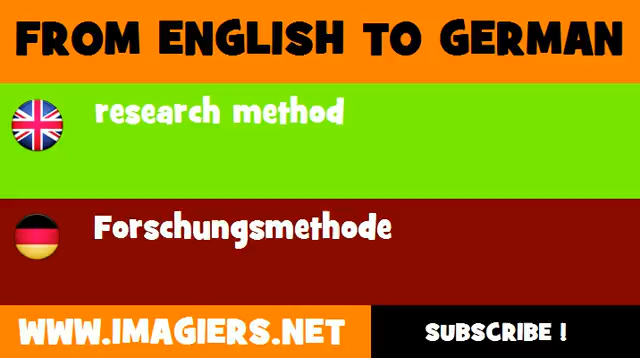 FROM ENGLISH TO GERMAN
research method
Forschungsmethode
WWW.IMAGIERS.NET
SUBSCRIBE !